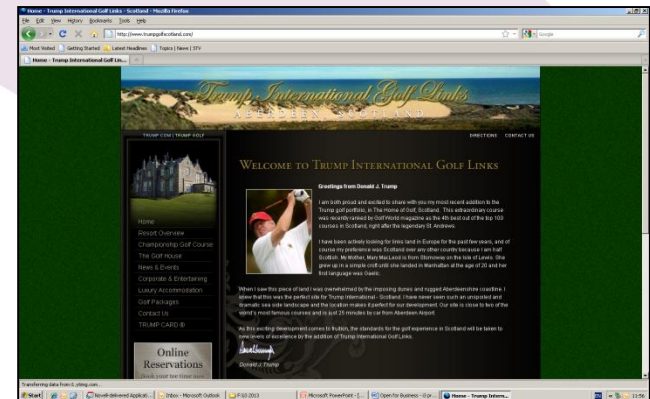 Home - Trump International Golf Links - Scotland - Mozilla Firefox
File Edit View History Bookmarks Tools Help
http://www.trumpgolfscotland.com/
Google
Most Visited Getting Started Latest Headlines Topics | News | STV
Home - Trump International Golf Lin...
Trump International Golf Links
ABERDEEN, SCOTLAND
TRUMP.COM | TRUMP GOLF
DIRECTIONS CONTACT US
WELCOME TO TRUMP INTERNATIONAL GOLF LINKS
Greetings from Donald J. Trump
I am both proud and excited to share with you my most recent addition to the
Trump golf portfolio, in The Home of Golf, Scotland. This extraordinary course
was recently ranked by Golf World magazine as the 4th best out of the top 100
courses in Scotland, right after the legendary St. Andrews.
I have been actively looking for links land in Europe for the past few years, and of
course my preference was Scotland over any other country because I am half
Scottish. My Mother, Mary MacLeod is from Stornoway on the Isle of Lewis. She
grew up in a simple croft until she landed in Manhattan at the age of 20 and her
first language was Gaelic.
When I saw this piece of land I was overwhelmed by the imposing dunes and rugged Aberdeenshire coastline. I
knew that this was the perfect site for Trump International - Scotland. I have never seen such an unspoiled and
dramatic sea side landscape and the location makes it perfect for our development. Our site is close to two of the
world's most famous courses and is just 25 minutes by car from Aberdeen Airport.
As this exciting development comes to fruition, the standards for the golf experience in Scotland will be taken to
new levels of excellence by the addition of Trump International Golf Links.
Donald J. Trump
Home
Resort Overview
Championship Golf Course
The Golf House
News & Events
Corporate & Entertaining
Luxury Accommodation
Golf Packages
Contact Us
TRUMP CARD ®
Online
Reservations
Book your tee time now
Transferring data from
Start
Novell-delivered Applicat...
Inbox - Microsoft Outlook
Microsoft PowerPoint - [...
Open for Business - 
Home - Trump Intern...
11:56